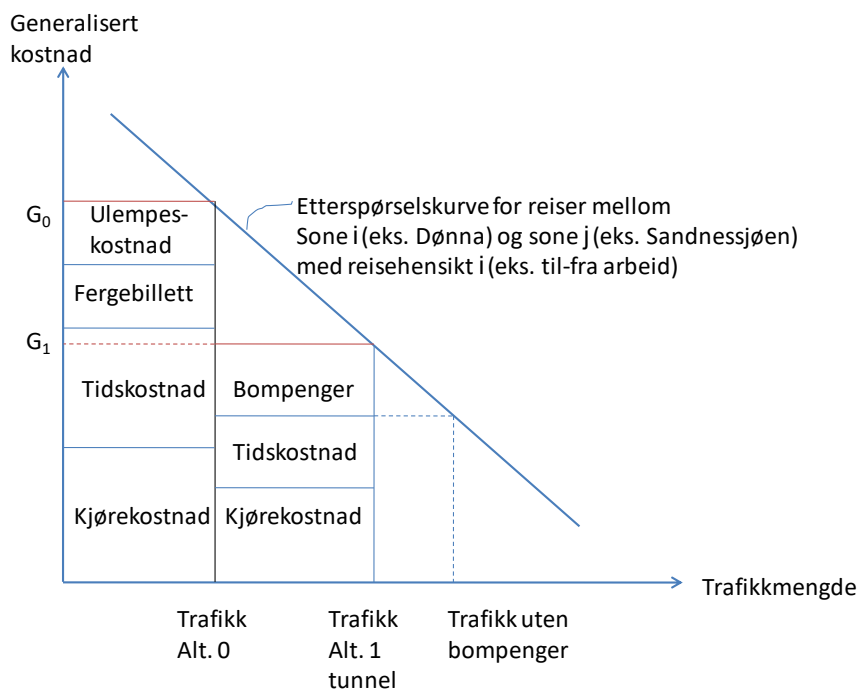 Generalisert
kostnad
G0
Ulempes-
kostnad
Etterspørselskurve for reiser mellom
Sone i (eks. Dønna) og sone j (eks. Sandnessjøen)
med reisehensikt i (eks. til-fra arbeid)
Fergebillett
G1
Tidskostnad
Bompenger
Tidskostnad
Kjørekostnad
Kjørekostnad
Trafikkmengde
Trafikk
Alt. 0
Trafikk
Alt. 1
tunnel
Trafikk uten
bompenger